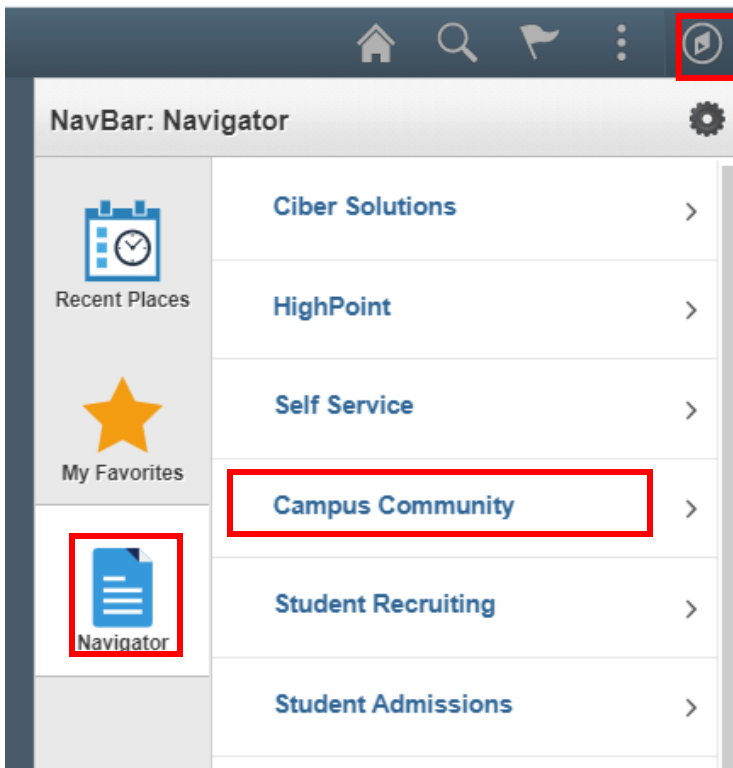 NavBar: Navigator
Recent Places
My Favorites
Navigator
Ciber Solutions
HighPoint
Self Service
Campus Community
Student Recruiting
Student Admissions